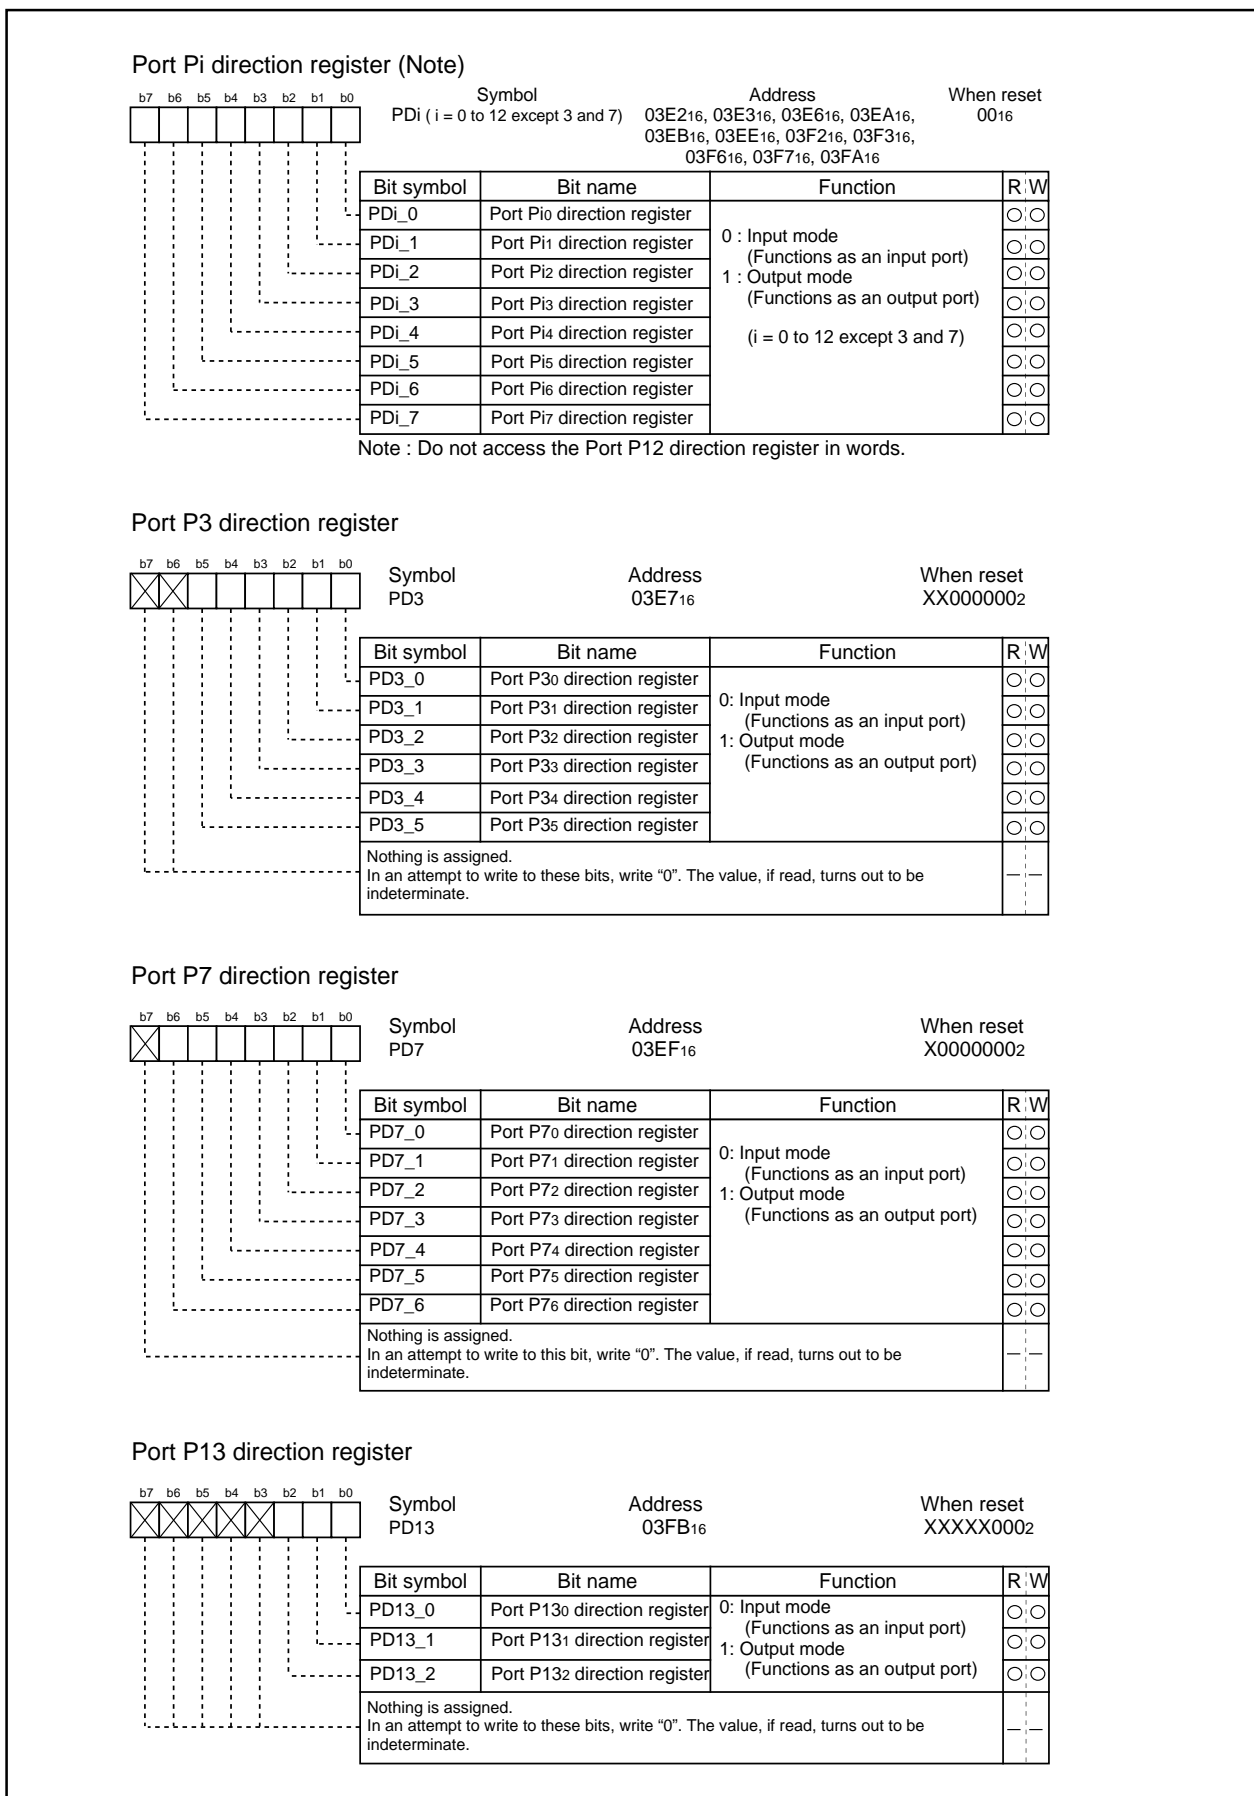 Port Pi direction register (Note)
b7 b6 b5 b4 b3 b2 b1 b0
Symbol Address When reset
PDi ( i = 0 to 12 except 3 and 7) 03E216, 03E316, 03E616, 03EA16, 0016
03EB16, 03EE16, 03F216, 03F316,
03F616, 03F716, 03FA16
Bit symbol Bit name Function R W
PDi_0 Port Pi0 direction register
PDi_1 Port Pi1 direction register
PDi_2 Port Pi2 direction register
PDi_3 Port Pi3 direction register
PDi_4 Port Pi4 direction register
PDi_5 Port Pi5 direction register
PDi_6 Port Pi6 direction register
PDi_7 Port Pi7 direction register
0 : Input mode
(Functions as an input port)
1 : Output mode
(Functions as an output port)
(i = 0 to 12 except 3 and 7)
Note : Do not access the Port P12 direction register in words.
Port P3 direction register
b7 b6 b5 b4 b3 b2 b1 b0
Symbol Address When reset
PD3 03E716 XX0000002
Bit symbol Bit name Function R W
PD3_0 Port P30 direction register
PD3_1 Port P31 direction register
PD3_2 Port P32 direction register
PD3_3 Port P33 direction register
PD3_4 Port P34 direction register
PD3_5 Port P35 direction register
0: Input mode
(Functions as an input port)
1: Output mode
(Functions as an output port)
Nothing is assigned.
In an attempt to write to these bits, write “0”. The value, if read, turns out to be
indeterminate.
Port P7 direction register
b7 b6 b5 b4 b3 b2 b1 b0
Symbol Address When reset
PD7 03EF16 X00000002
Bit symbol Bit name Function R W
PD7_0 Port P70 direction register
PD7_1 Port P71 direction register
PD7_2 Port P72 direction register
PD7_3 Port P73 direction register
PD7_4 Port P74 direction register
PD7_5 Port P75 direction register
PD7_6 Port P76 direction register
0: Input mode
(Functions as an input port)
1: Output mode
(Functions as an output port)
Nothing is assigned.
In an attempt to write to this bit, write “0”. The value, if read, turns out to be
indeterminate.
Port P13 direction register
b7 b6 b5 b4 b3 b2 b1 b0
Symbol Address When reset
PD13 03FB16 XXXXX0002
Bit symbol Bit name Function R W
PD13_0 Port P130 direction register
PD13_1 Port P131 direction register
PD13_2 Port P132 direction register
0: Input mode
(Functions as an input port)
1: Output mode
(Functions as an output port)
Nothing is assigned.
In an attempt to write to these bits, write “0”. The value, if read, turns out to be
indeterminate.